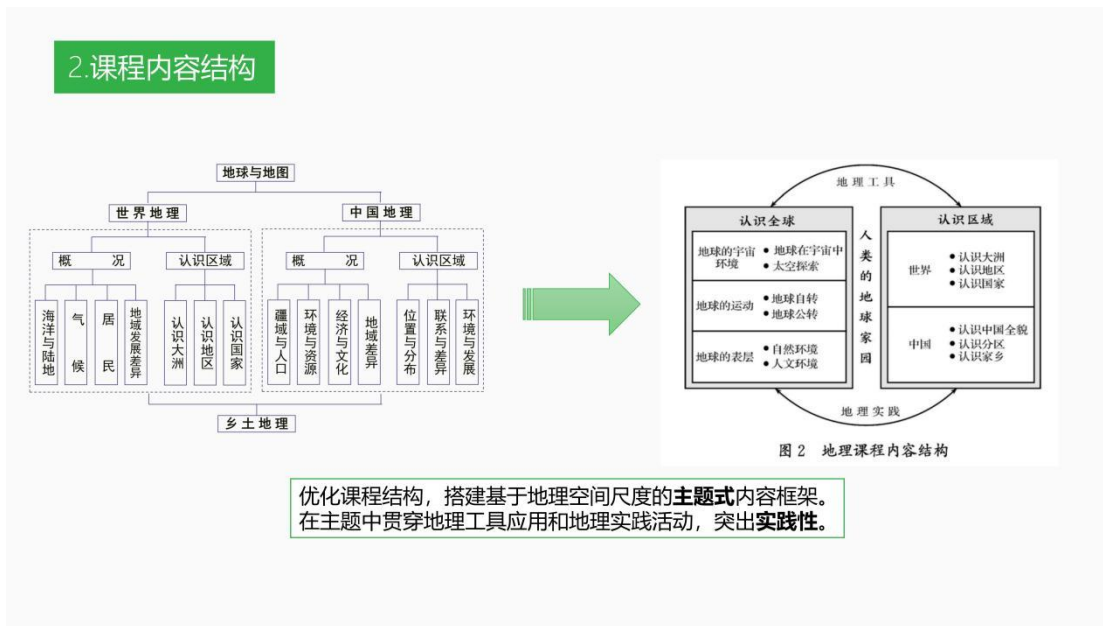 2.课程内容结构
地球与地图
世界地理
中国地理
概 况
认识区域
概 况
认识区域
海洋与陆地
气 候
居 民
地域发展差异
认识大洲
认识地区
认识国家
疆域与人口
环境与资源
经济与文化
地域差异
位置与分布
联系与差异
环境与发展
乡土地理
地理工具
认识全球
地球的宇宙
环境
• 地球在宇宙中
• 太空探索
地球的运动
• 地球自转
• 地球公转
地球的表层
• 自然环境
• 人文环境
人类的地球家园
认识区域
世界
• 认识大洲
• 认识地区
• 认识国家
中国
• 认识中国全貌
• 认识分区
• 认识家乡
地理实践
图 2 地理课程内容结构
优化课程结构，搭建基于地理空间尺度的主题式内容框架。
在主题中贯穿地理工具应用和地理实践活动，突出实践性。